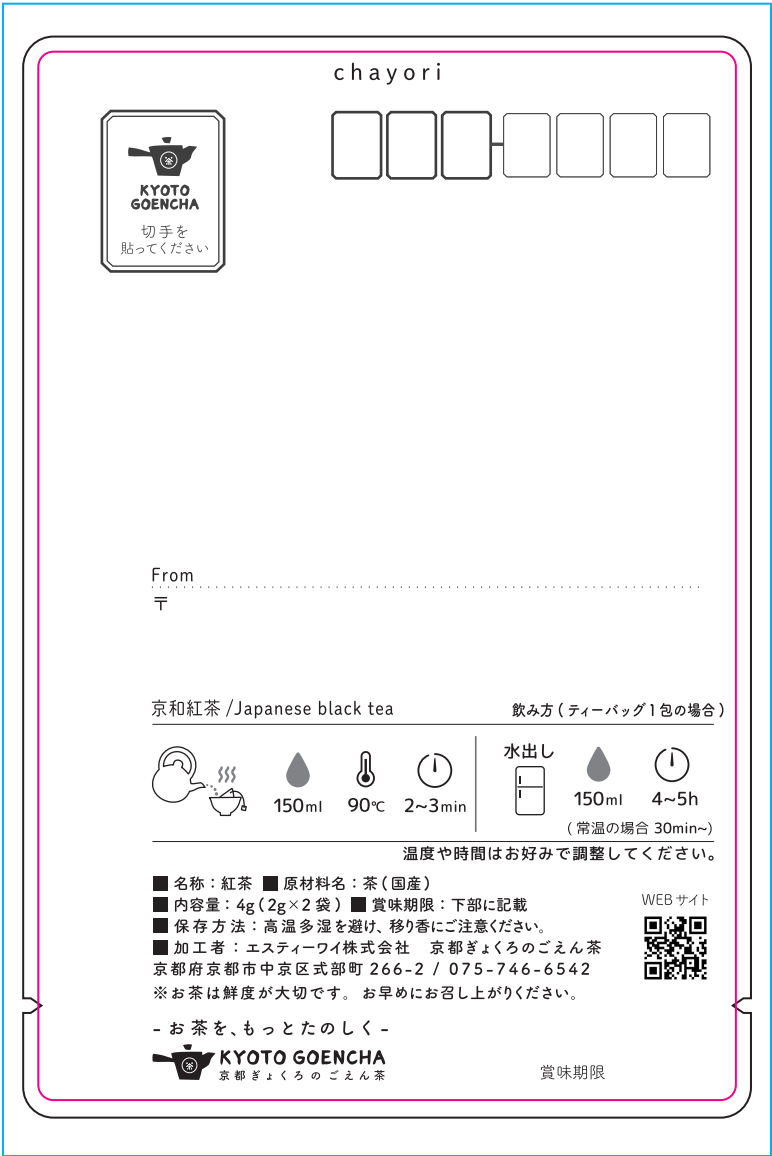 chayori
茶
KYOTO
GOENCHA
切手を
貼ってください
From
〒
京和紅茶 /Japanese black tea
飲み方 ( ティーバッグ 1 包の場合 )
150ml 90℃ 2~3min
水出し
150ml 4~5h
( 常温の場合 30min~)
温度や時間はお好みで調整してください。
■ 名称：紅茶 ■ 原材料名：茶 ( 国産 )
■ 内容量：4g ( 2g×2 袋 ) ■ 賞味期限：下部に記載
■ 保存方法：高温多湿を避け、移り香にご注意ください。
■ 加工者：エスティーワイ株式会社　京都ぎょくろのごえん茶
京都府京都市中京区式部町 266-2 / 075-746-6542
※お茶は鮮度が大切です。お早めにお召し上がりください。
WEB サイト
- お茶を、もっとたのしく -
茶
KYOTO GOENCHA
京都ぎょくろのごえん茶
賞味期限